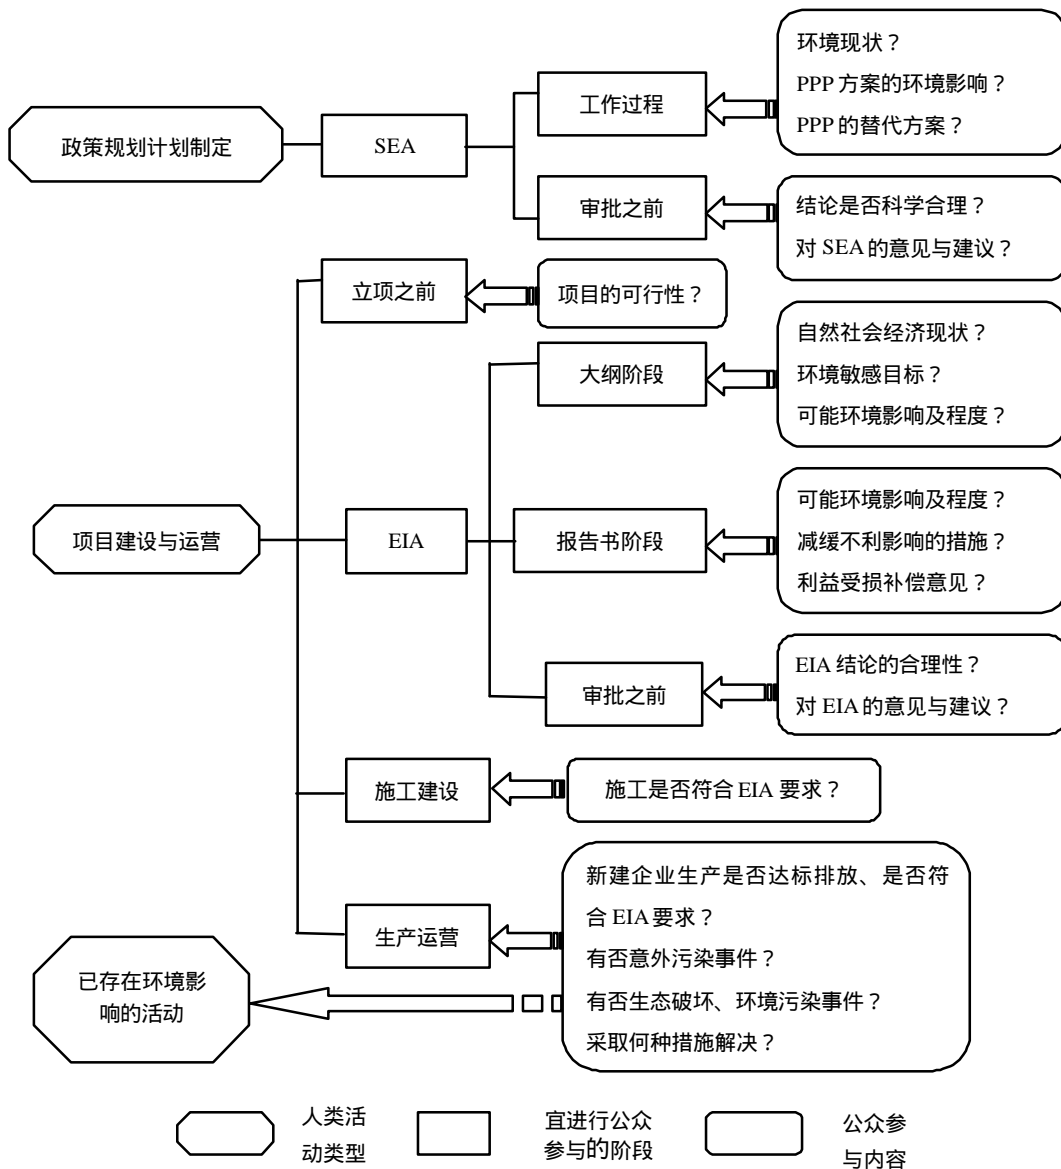 环境现状？
PPP 方案的环境影响？
PPP 的替代方案？
工作过程
政策规划计划制定
SEA
审批之前
结论是否科学合理？
对 SEA 的意见与建议？
立项之前
项目的可行性？
自然社会经济现状？
环境敏感目标？
可能环境影响及程度？
大纲阶段
项目建设与运营
EIA
报告书阶段
可能环境影响及程度？
减缓不利影响的措施？
利益受损补偿意见？
审批之前
EIA 结论的合理性？
对 EIA 的意见与建议？
施工建设
施工是否符合 EIA 要求？
生产运营
新建企业生产是否达标排放、是否符
合 EIA 要求？
有否意外污染事件？
有否生态破坏、环境污染事件？
采取何种措施解决？
已存在环境影
响的活动
人类活
动类型
宜进行公众
参与的阶段
公众参
与内容